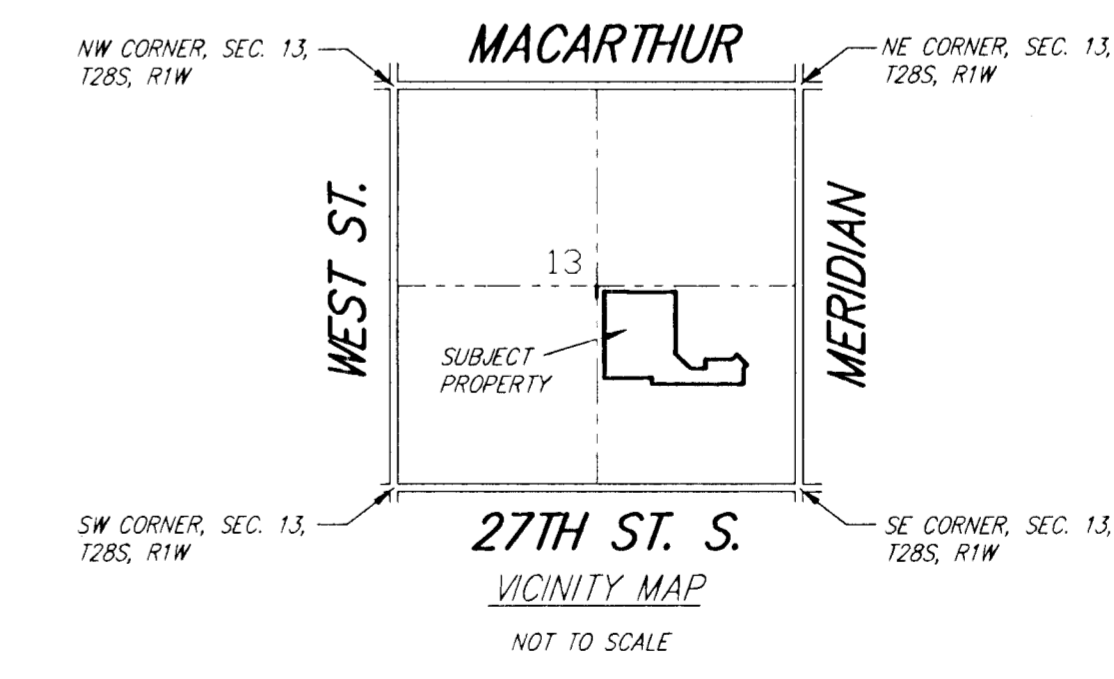 MACARTHUR
NW CORNER, SEC. 13,
T28S, R1W
NE CORNER, SEC. 13,
T28S, R1W
WEST ST.
MERIDIAN
13
SUBJECT
PROPERTY
SW CORNER, SEC. 13,
T28S, R1W
SE CORNER, SEC. 13,
T28S, R1W
27TH ST. S.
VICINITY MAP
NOT TO SCALE